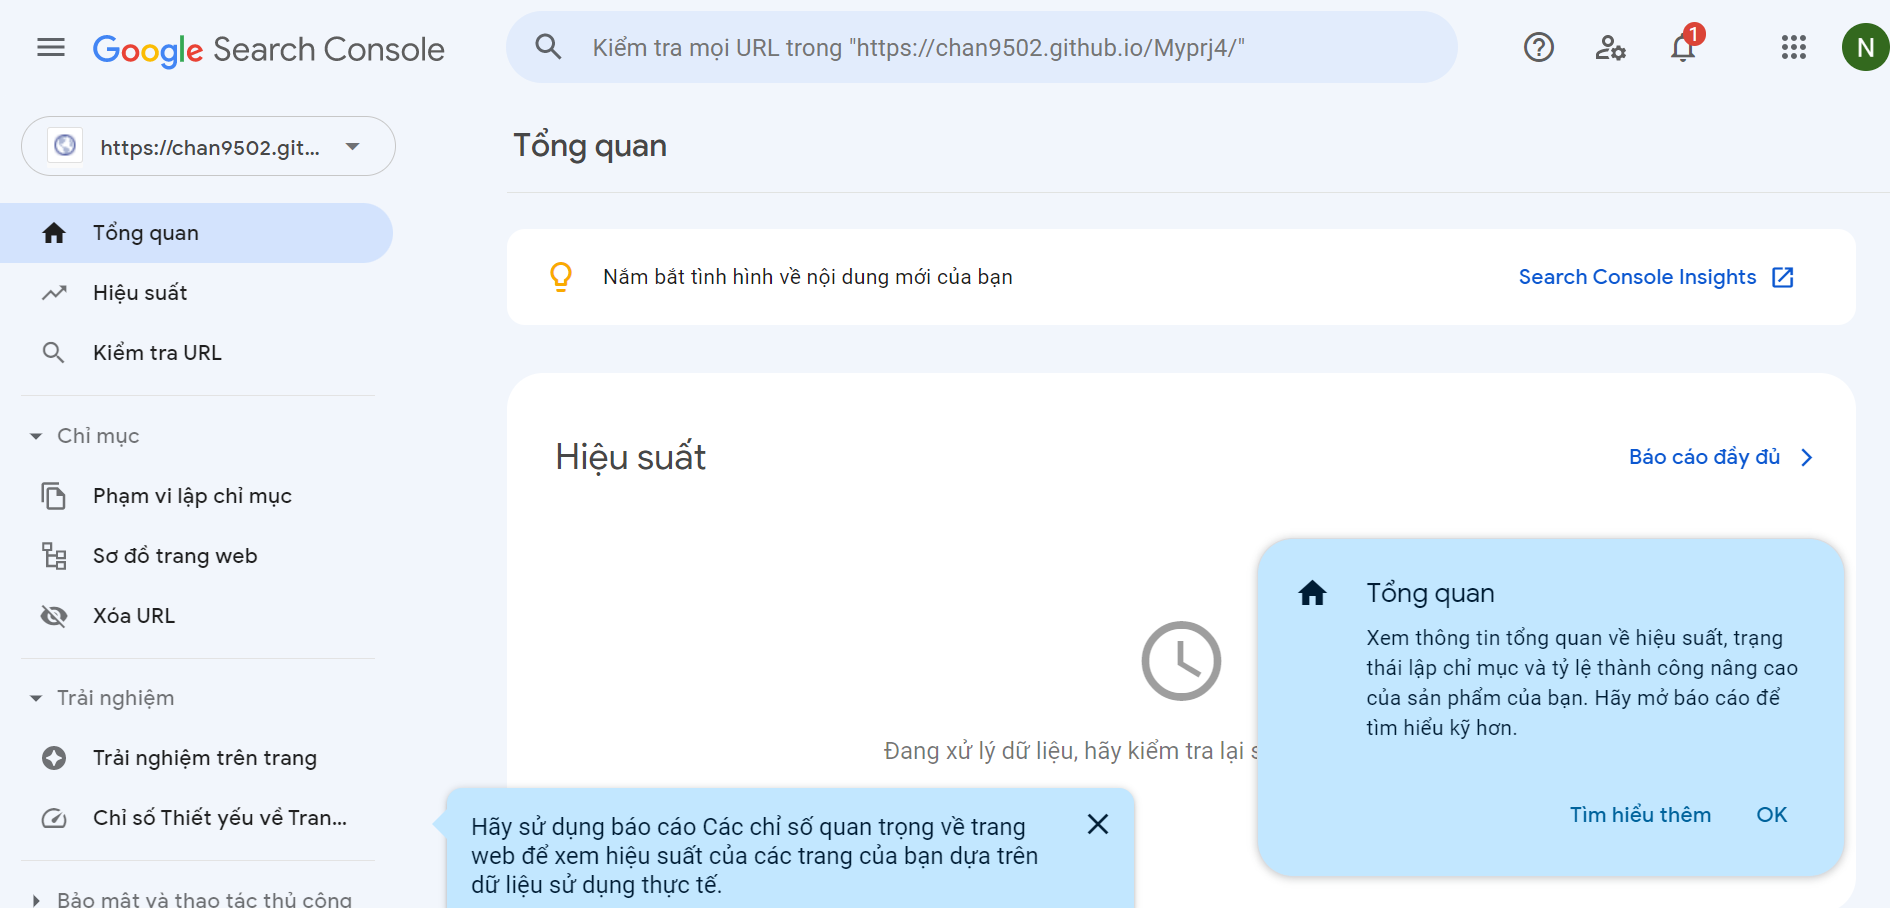 Google Search Console
Kiểm tra mọi URL trong "https://chan9502.github.io/Myprj4/"
1
N
https://chan9502.git...
Tổng quan
Hiệu suất
Kiểm tra URL
Chỉ mục
Phạm vi lập chỉ mục
Sơ đồ trang web
Xóa URL
Trải nghiệm
Trải nghiệm trên trang
Chỉ số Thiết yếu về Tran...
Bảo mật và thao tác thủ công
Tổng quan
Nắm bắt tình hình về nội dung mới của bạn
Search Console Insights
Hiệu suất
Báo cáo đầy đủ
Đang xử lý dữ liệu, hãy kiểm tra lại
Tổng quan
Xem thông tin tổng quan về hiệu suất, trạng
thái lập chỉ mục và tỷ lệ thành công nâng cao
của sản phẩm của bạn. Hãy mở báo cáo để
tìm hiểu kỹ hơn.
Tìm hiểu thêm
OK
Hãy sử dụng báo cáo Các chỉ số quan trọng về trang
web để xem hiệu suất của các trang của bạn dựa trên
dữ liệu sử dụng thực tế.